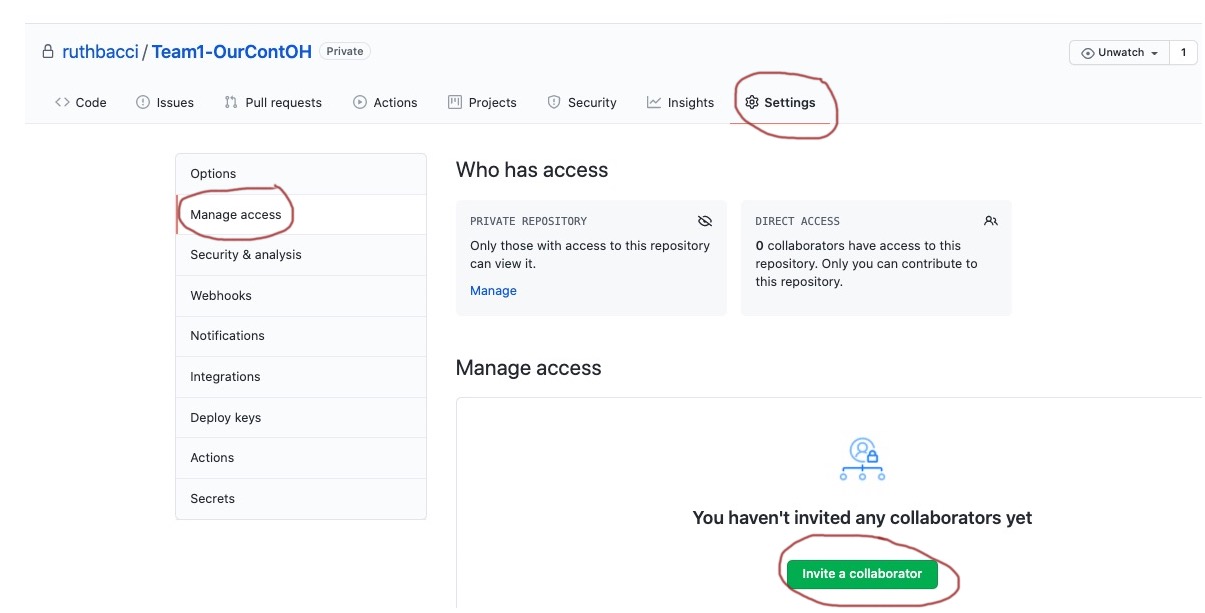 ruthbacci / Team1-OurContOH Private
Unwatch 1
Code Issues Pull requests Actions Projects Security Insights Settings
Options
Manage access
Security & analysis
Webhooks
Notifications
Integrations
Deploy keys
Actions
Secrets
Who has access
PRIVATE REPOSITORY
Only those with access to this repository
can view it.
Manage
DIRECT ACCESS
0 collaborators have access to this
repository. Only you can contribute to
this repository.
Manage access
You haven't invited any collaborators yet
Invite a collaborator